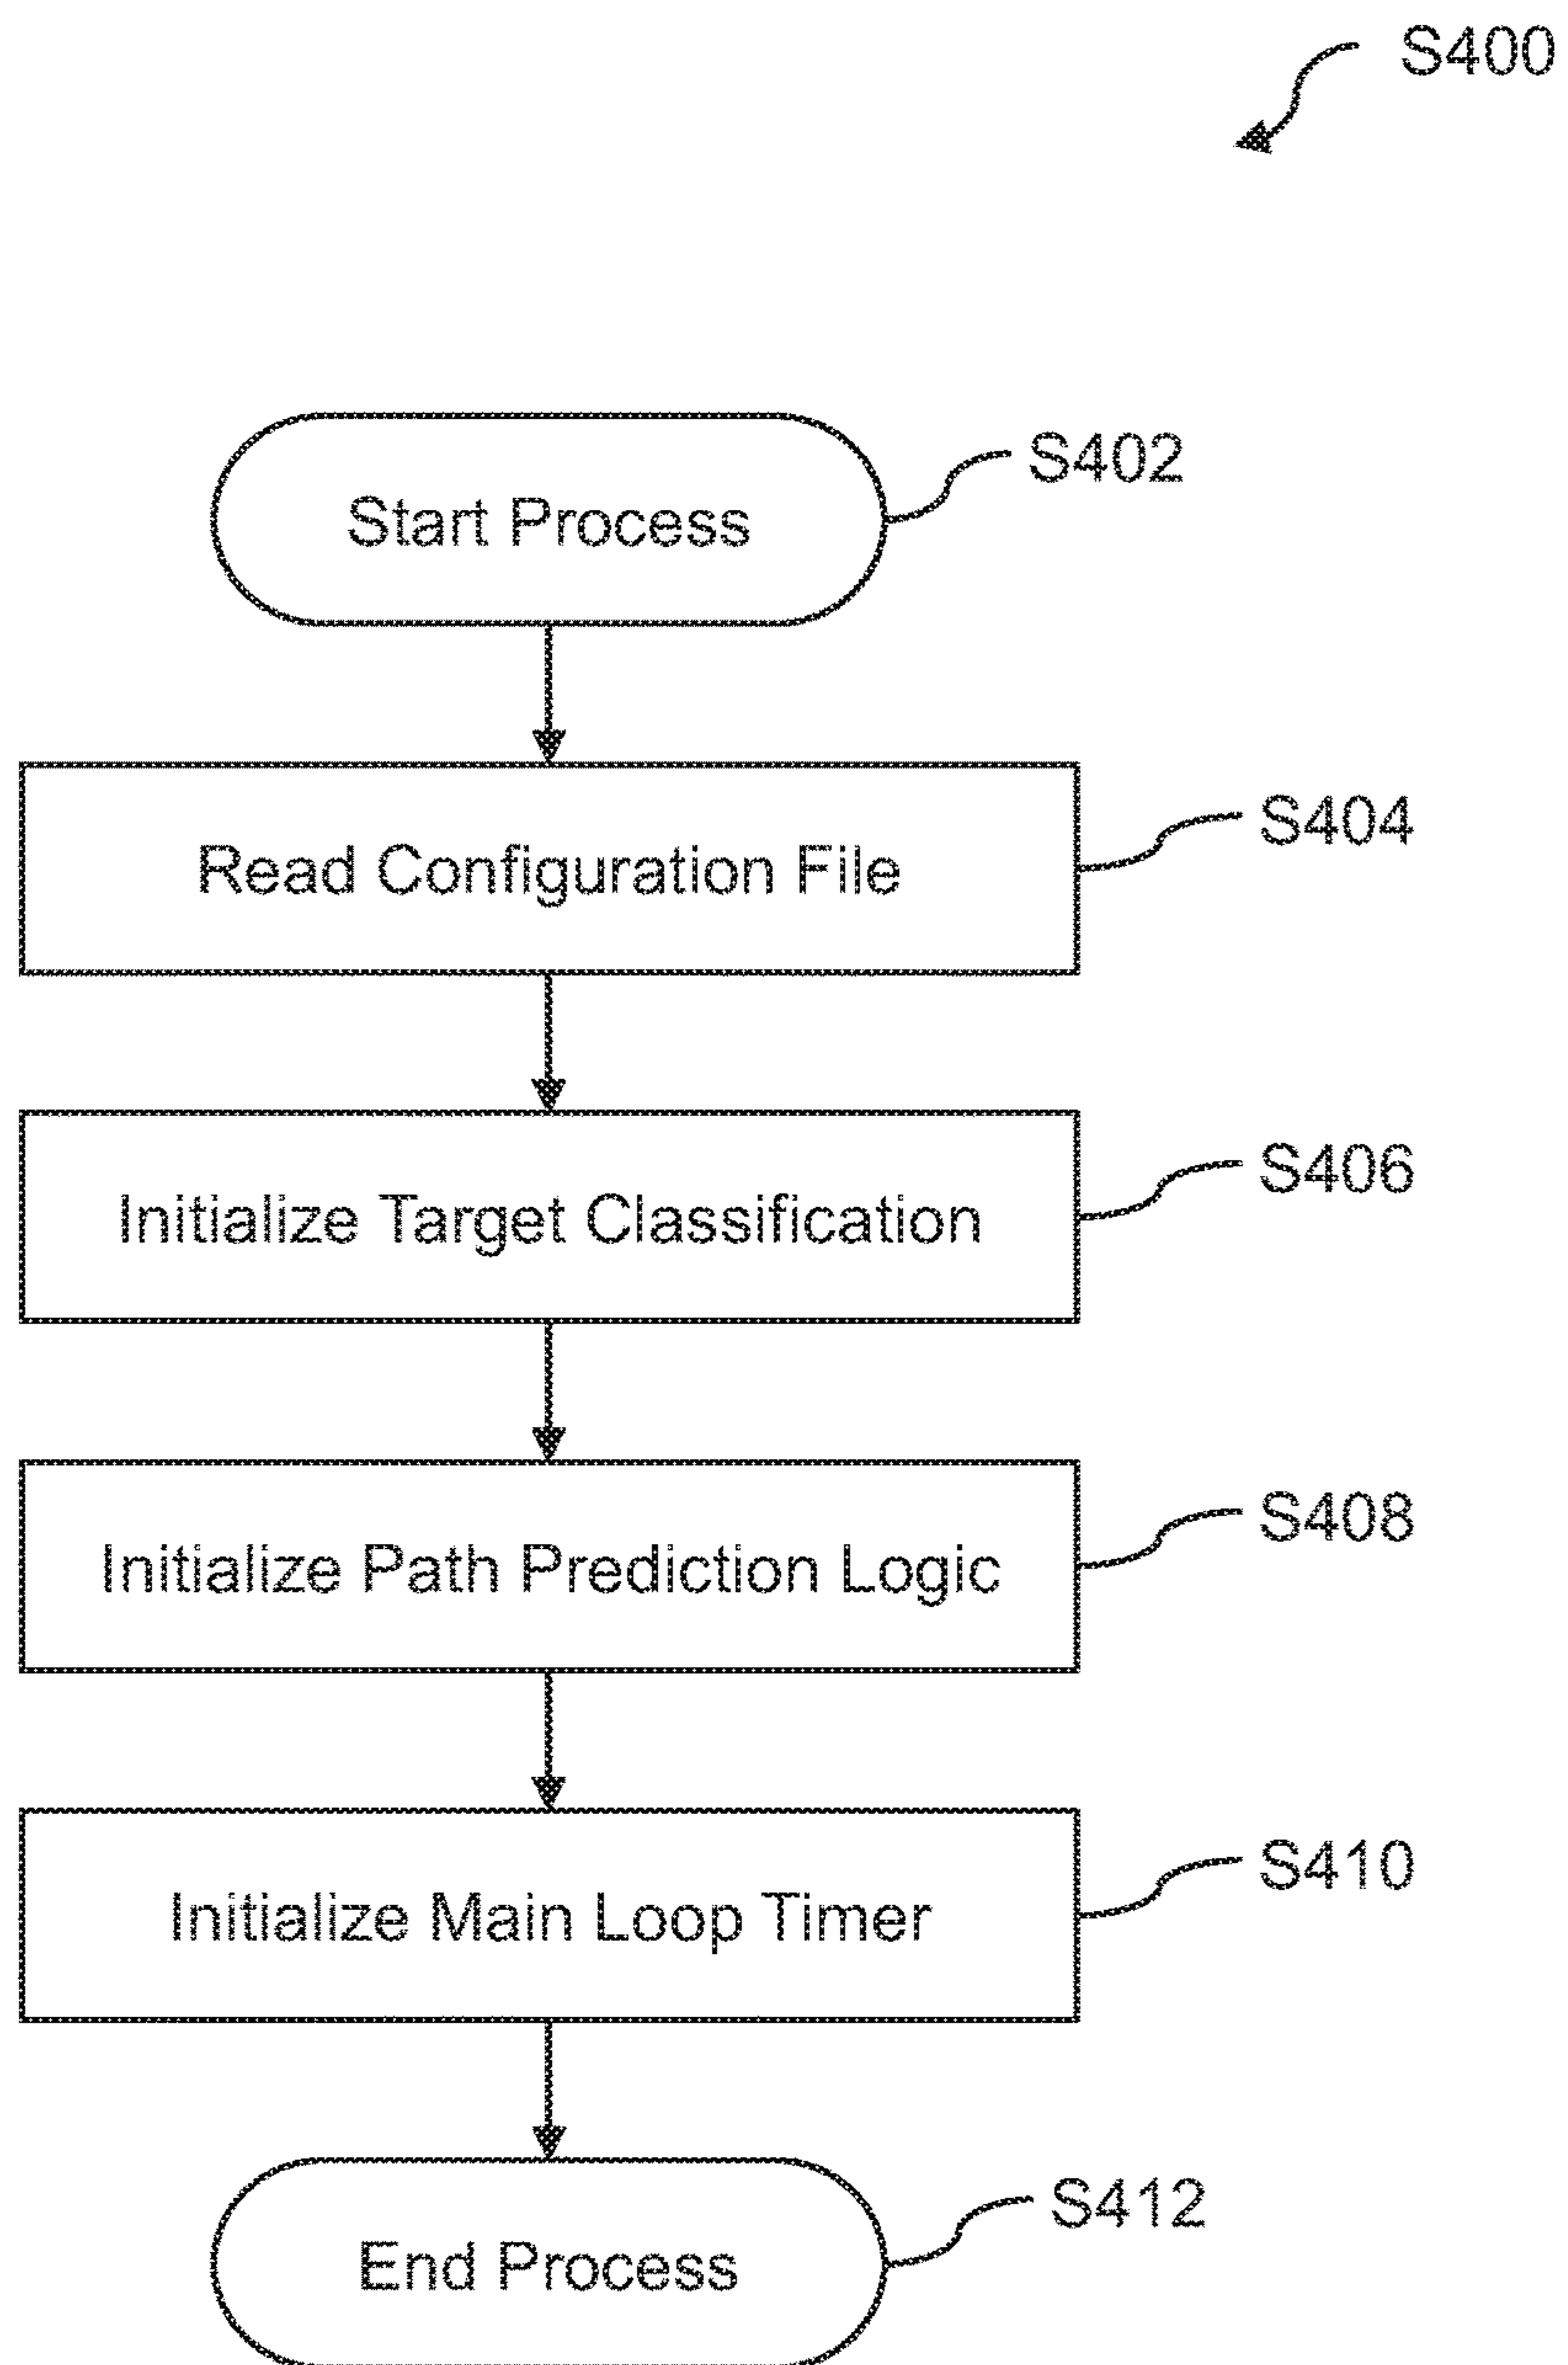 S400
Start Process
S402
Read Configuration File
S404
Initialize Target Classification
S406
Initialize Path Prediction Logic
S408
Initialize Main Loop Timer
S410
End Process
S412